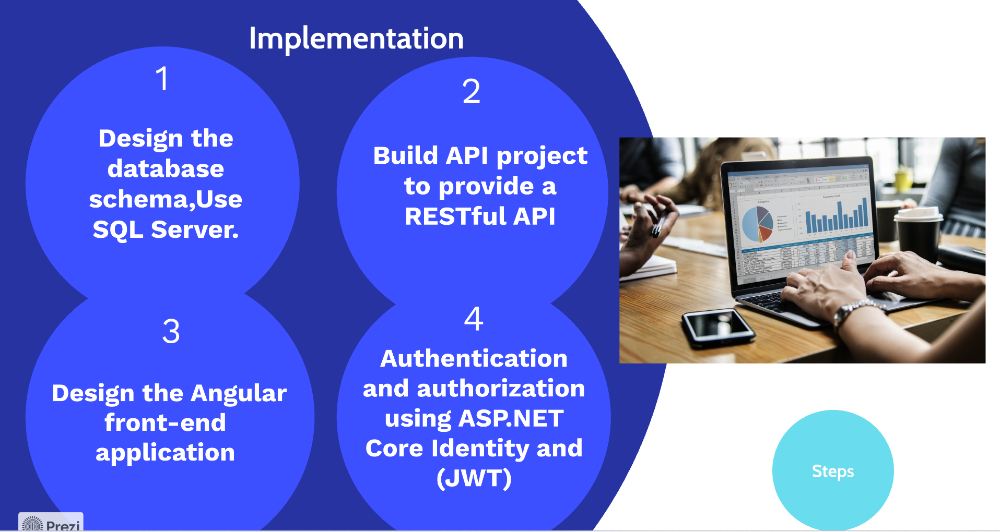 Implementation
1
Design the
database
schema,Use
SQL Server.
2
Build API project
to provide a
RESTful API
3
Design the Angular
front-end
application
4
Authentication
and authorization
using ASP.NET
Core Identity and
(JWT)
Categories
Steps
Prezi